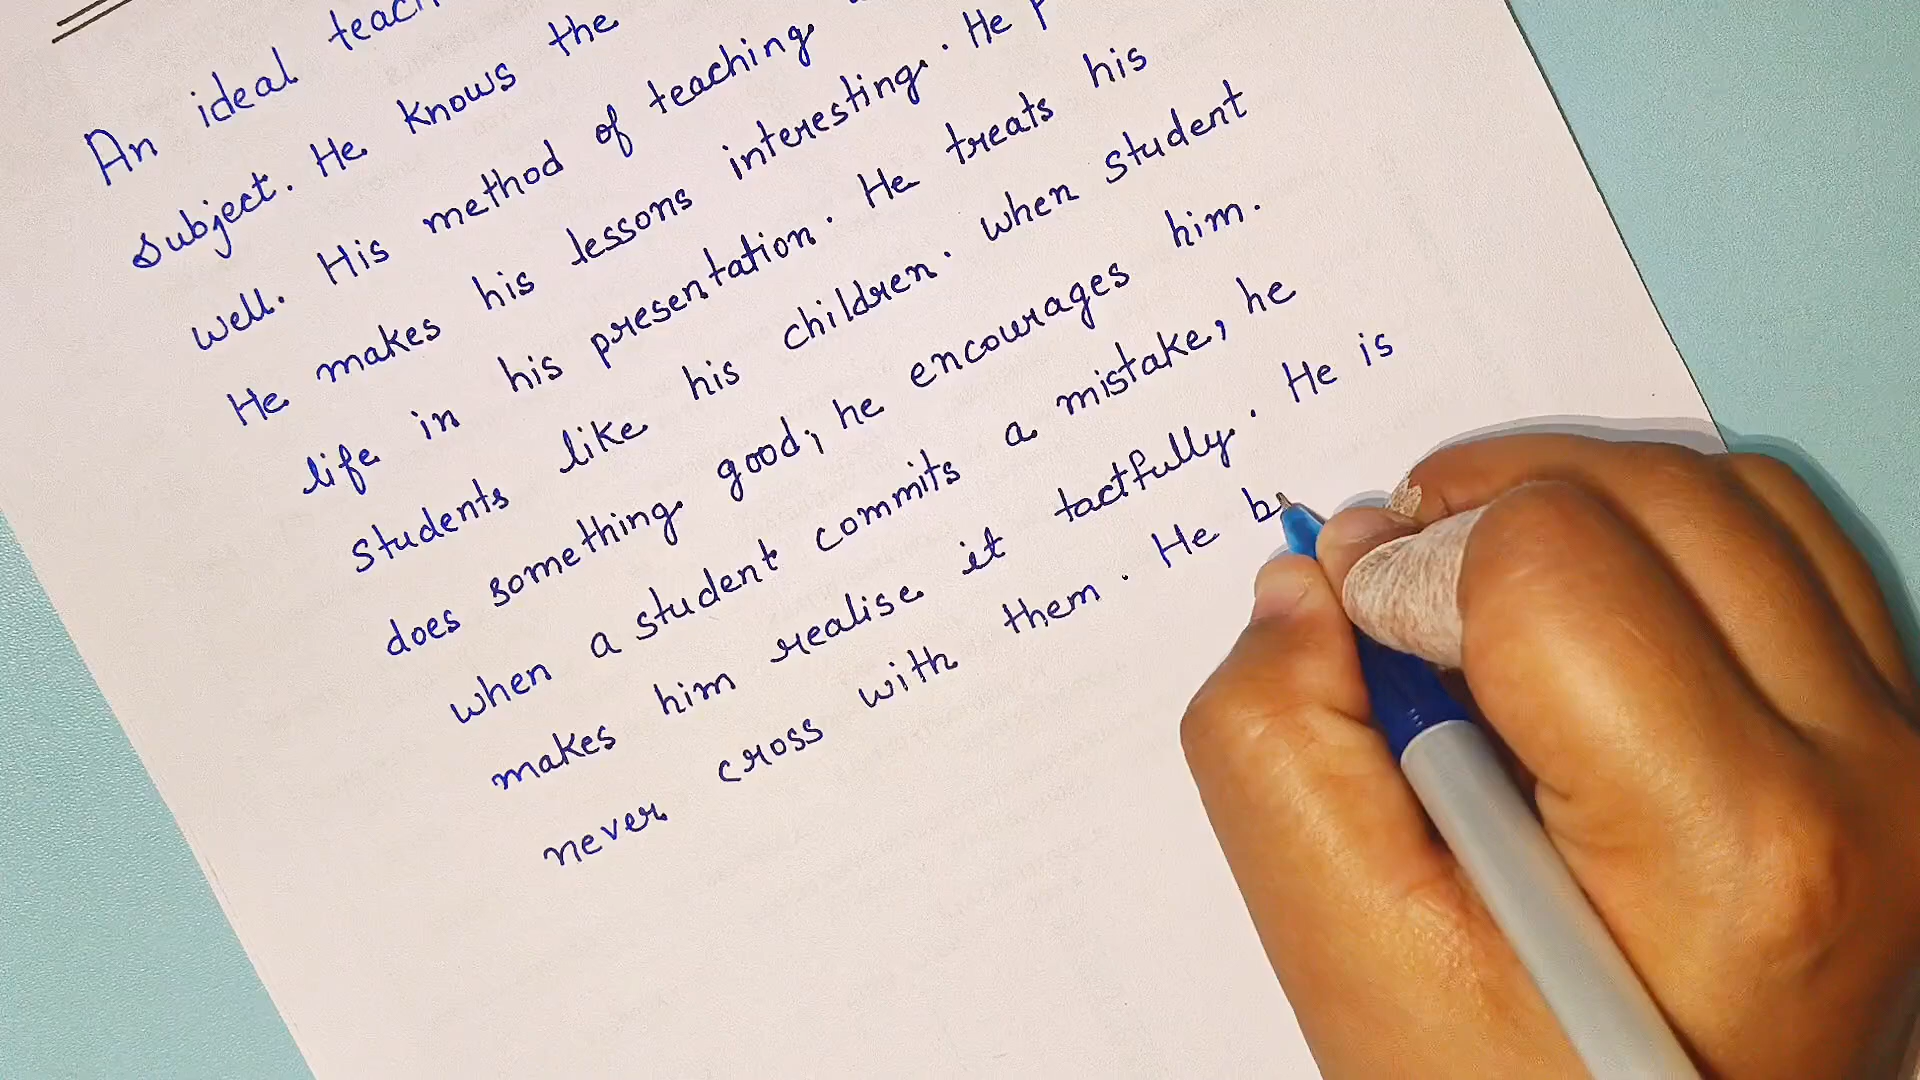 An ideal
subject. He knows the
well. His method of teaching
He makes his lessons interesting. He
life in his presentation. He treats his
students like his children. when student
does something good, he encourages him.
when a student commits a mistake, he
makes him realise it tactfully. He is
never cross with them. He